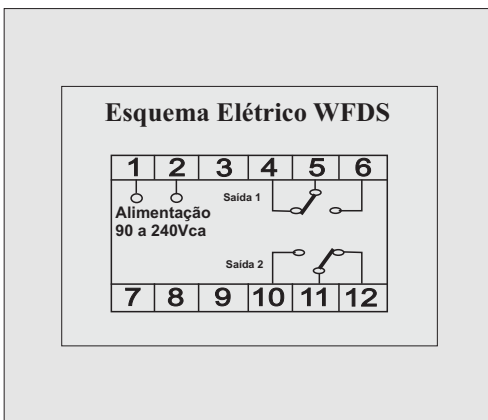 Esquema Elétrico WFDS
1 2 3 4 5 6
Saída 1
Alimentação
90 a 240Vca
Saída 2
7 8 9 10 11 12